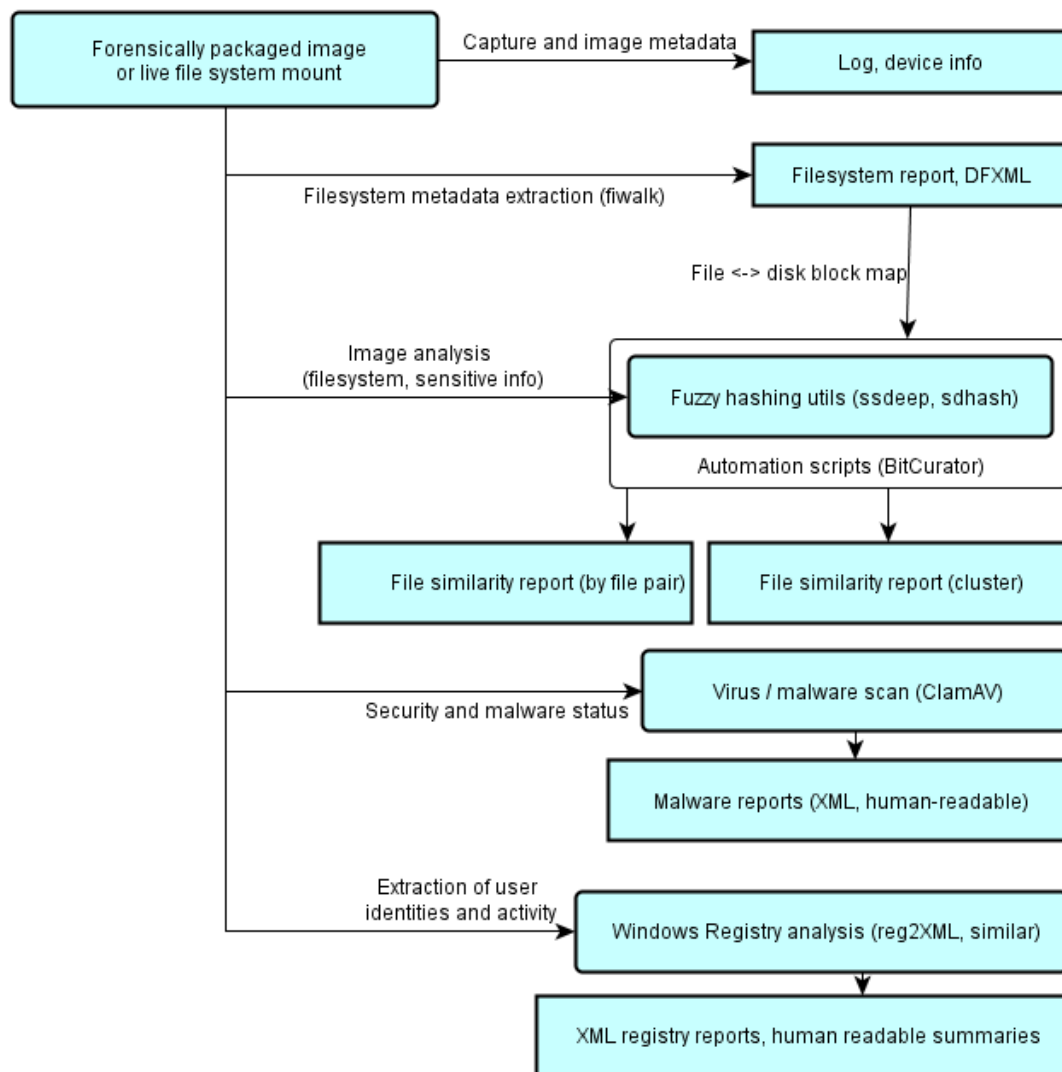 Forensically packaged image
or live file system mount
Capture and image metadata
Log, device info
Filesystem metadata extraction (fiwalk)
Filesystem report, DFXML
File <-> disk block map
Image analysis
(filesystem, sensitive info)
Fuzzy hashing utils (ssdeep, sdhash)
Automation scripts (BitCurator)
File similarity report (by file pair)
File similarity report (cluster)
Security and malware status
Virus / malware scan (ClamAV)
Malware reports (XML, human-readable)
Extraction of user
identities and activity
Windows Registry analysis (reg2XML, similar)
XML registry reports, human readable summaries